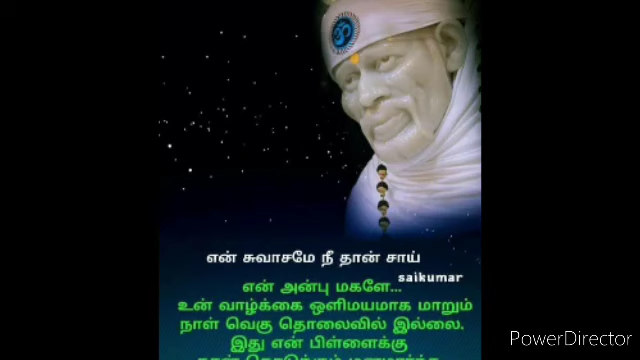 என் சுவாசமே நீ தான் சாய்
saikumar
என் அன்பு மகளே...
உன் வாழ்க்கை ஒளிமயமாக மாறும்
நாள் வெகு தொலைவில் இல்லை.
இது என் பிள்ளைக்கு
PowerDirector